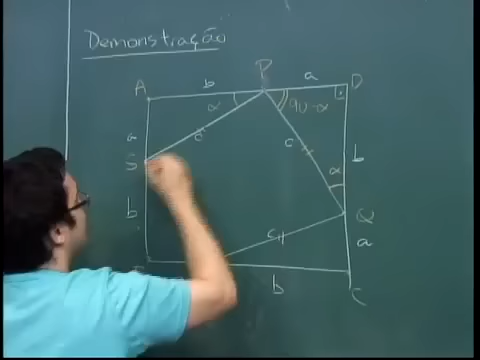 Demonstração
A b P a D
α 90-α
a c
S c b
α
b Q
c a
b C